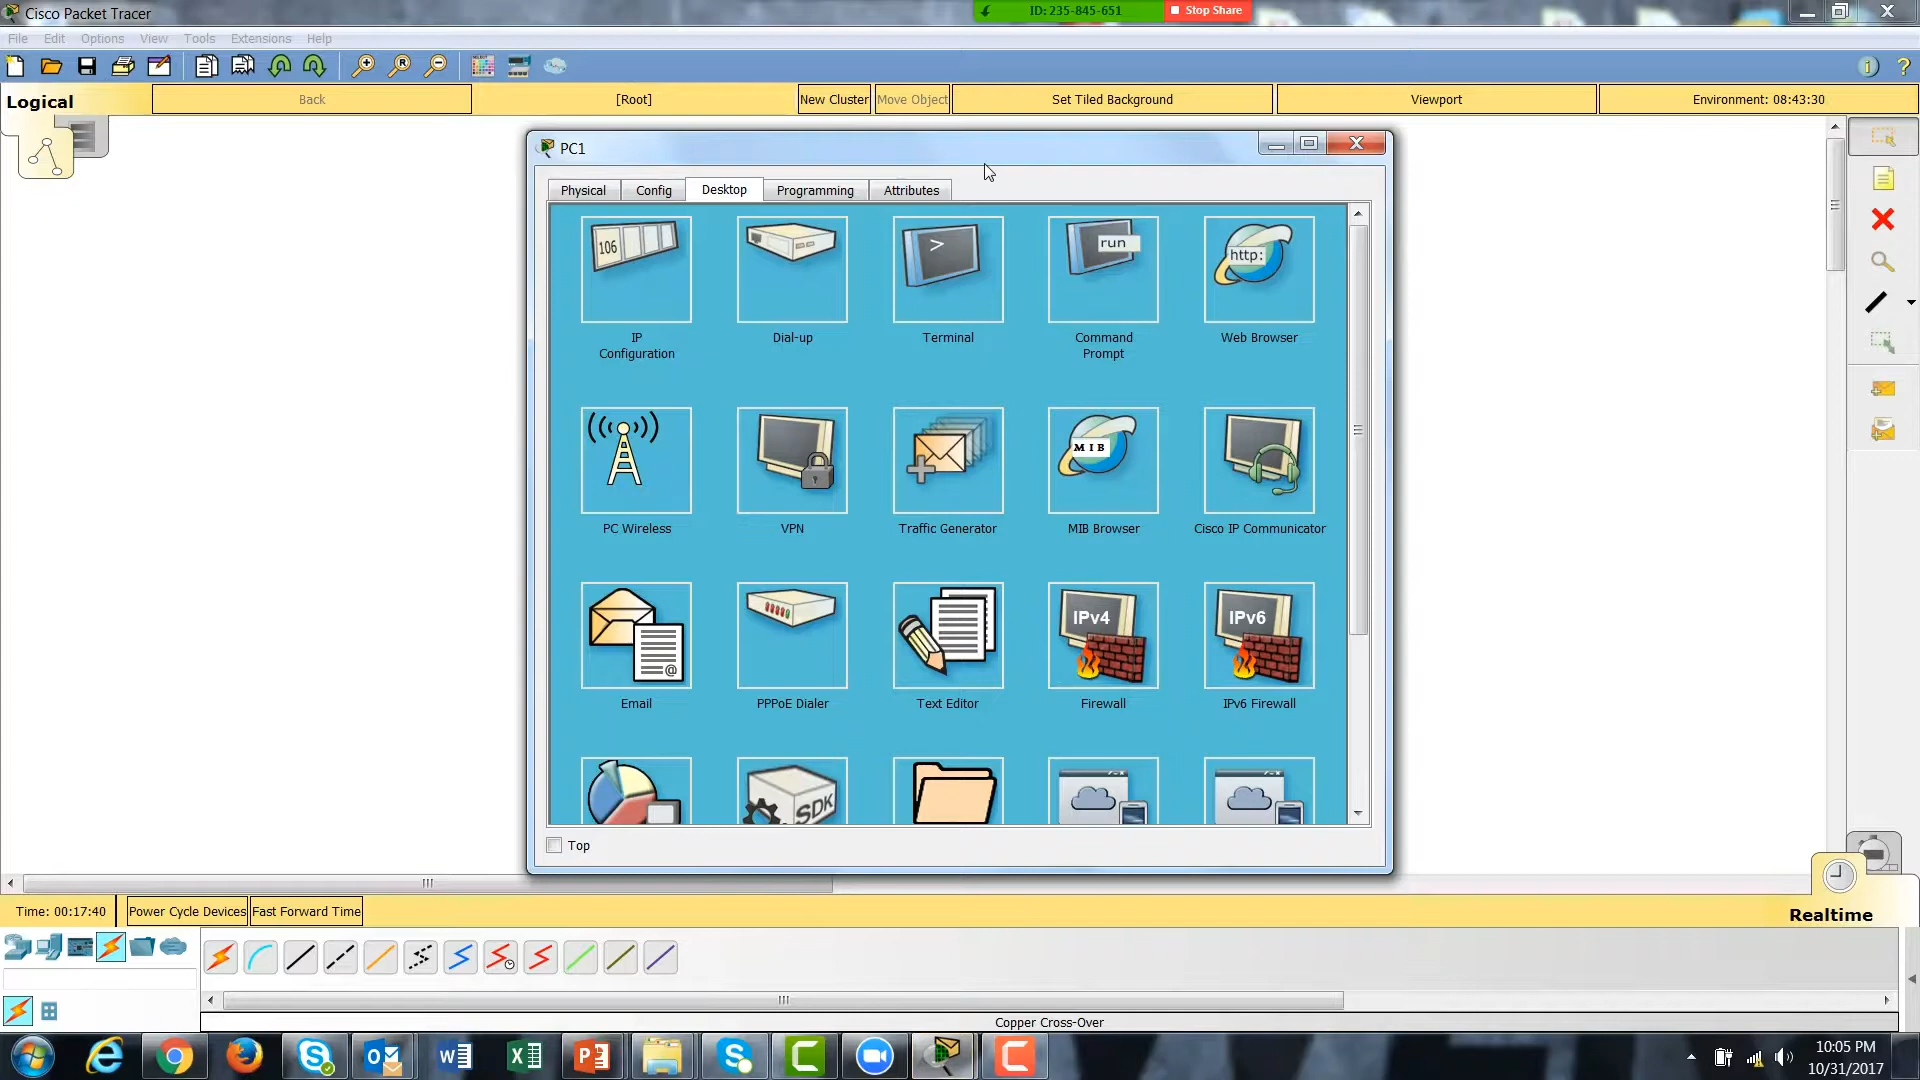 Cisco Packet Tracer
ID: 235-845-651
Stop Share
File Edit Options View Tools Extensions Help
Logical
Back
[Root]
New Cluster
Move Object
Set Tiled Background
Viewport
Environment: 08:43:30
PC1
Physical
Config
Desktop
Programming
Attributes
106
>
run
http:
IP
Configuration
Dial-up
Terminal
Command
Prompt
Web Browser
MIB
PC Wireless
VPN
Traffic Generator
MIB Browser
Cisco IP Communicator
@
IPv4
IPv6
Email
PPPoE Dialer
Text Editor
Firewall
IPv6 Firewall
SDK
Top
Time: 00:17:40
Power Cycle Devices
Fast Forward Time
Realtime
Copper Cross-Over
10:05 PM
10/31/2017